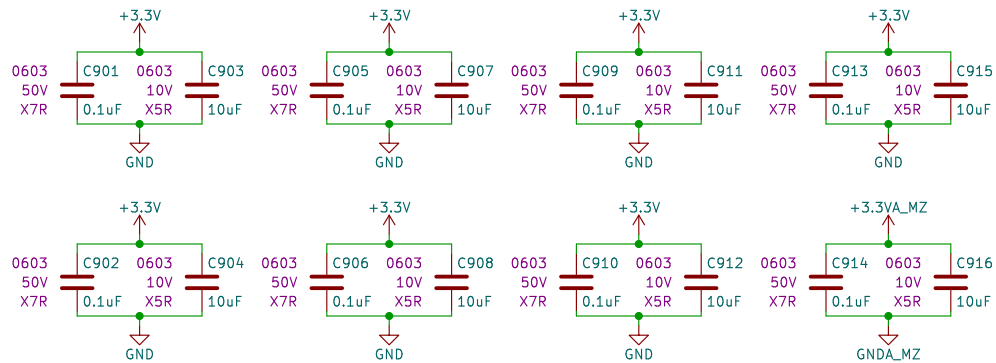 +3.3V +3.3V +3.3V +3.3V
0603 C901 0603 C903 0603 C905 0603 C907 0603 C909 0603 C911 0603 C913 0603 C915
50V 10V 50V 10V 50V 10V 50V 10V
X7R 0.1uF X5R 10uF X7R 0.1uF X5R 10uF X7R 0.1uF X5R 10uF X7R 0.1uF X5R 10uF
GND GND GND GND
+3.3V +3.3V +3.3V +3.3VA_MZ
0603 C902 0603 C904 0603 C906 0603 C908 0603 C910 0603 C912 0603 C914 0603 C916
50V 10V 50V 10V 50V 10V 50V 10V
X7R 0.1uF X5R 10uF X7R 0.1uF X5R 10uF X7R 0.1uF X5R 10uF X7R 0.1uF X5R 10uF
GND GND GND GNDA_MZ